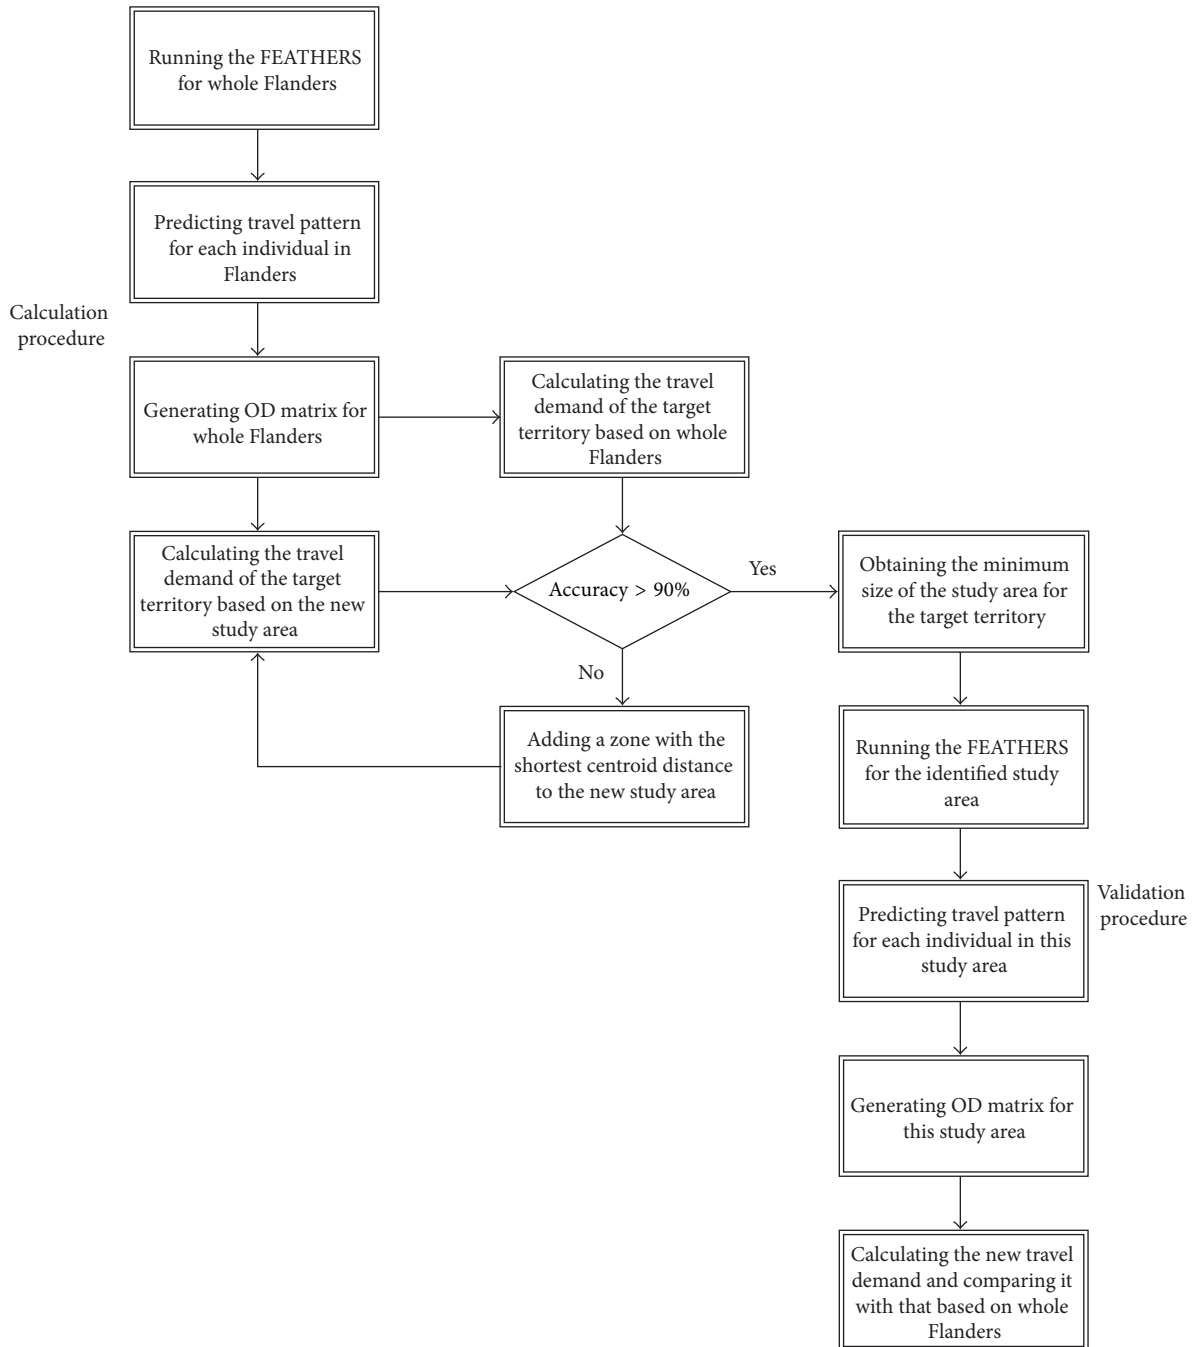 Running the FEATHERS
for whole Flanders
Predicting travel pattern
for each individual in
Flanders
Calculation
procedure
Generating OD matrix for
whole Flanders
Calculating the travel
demand of the target
territory based on whole
Flanders
Calculating the travel
demand of the target
territory based on the new
study area
Accuracy > 90%
Yes
No
Adding a zone with the
shortest centroid distance
to the new study area
Obtaining the minimum
size of the study area for
the target territory
Running the FEATHERS
for the identified study
area
Predicting travel pattern
for each individual in this
study area
Validation
procedure
Generating OD matrix for
this study area
Calculating the new travel
demand and comparing it
with that based on whole
Flanders